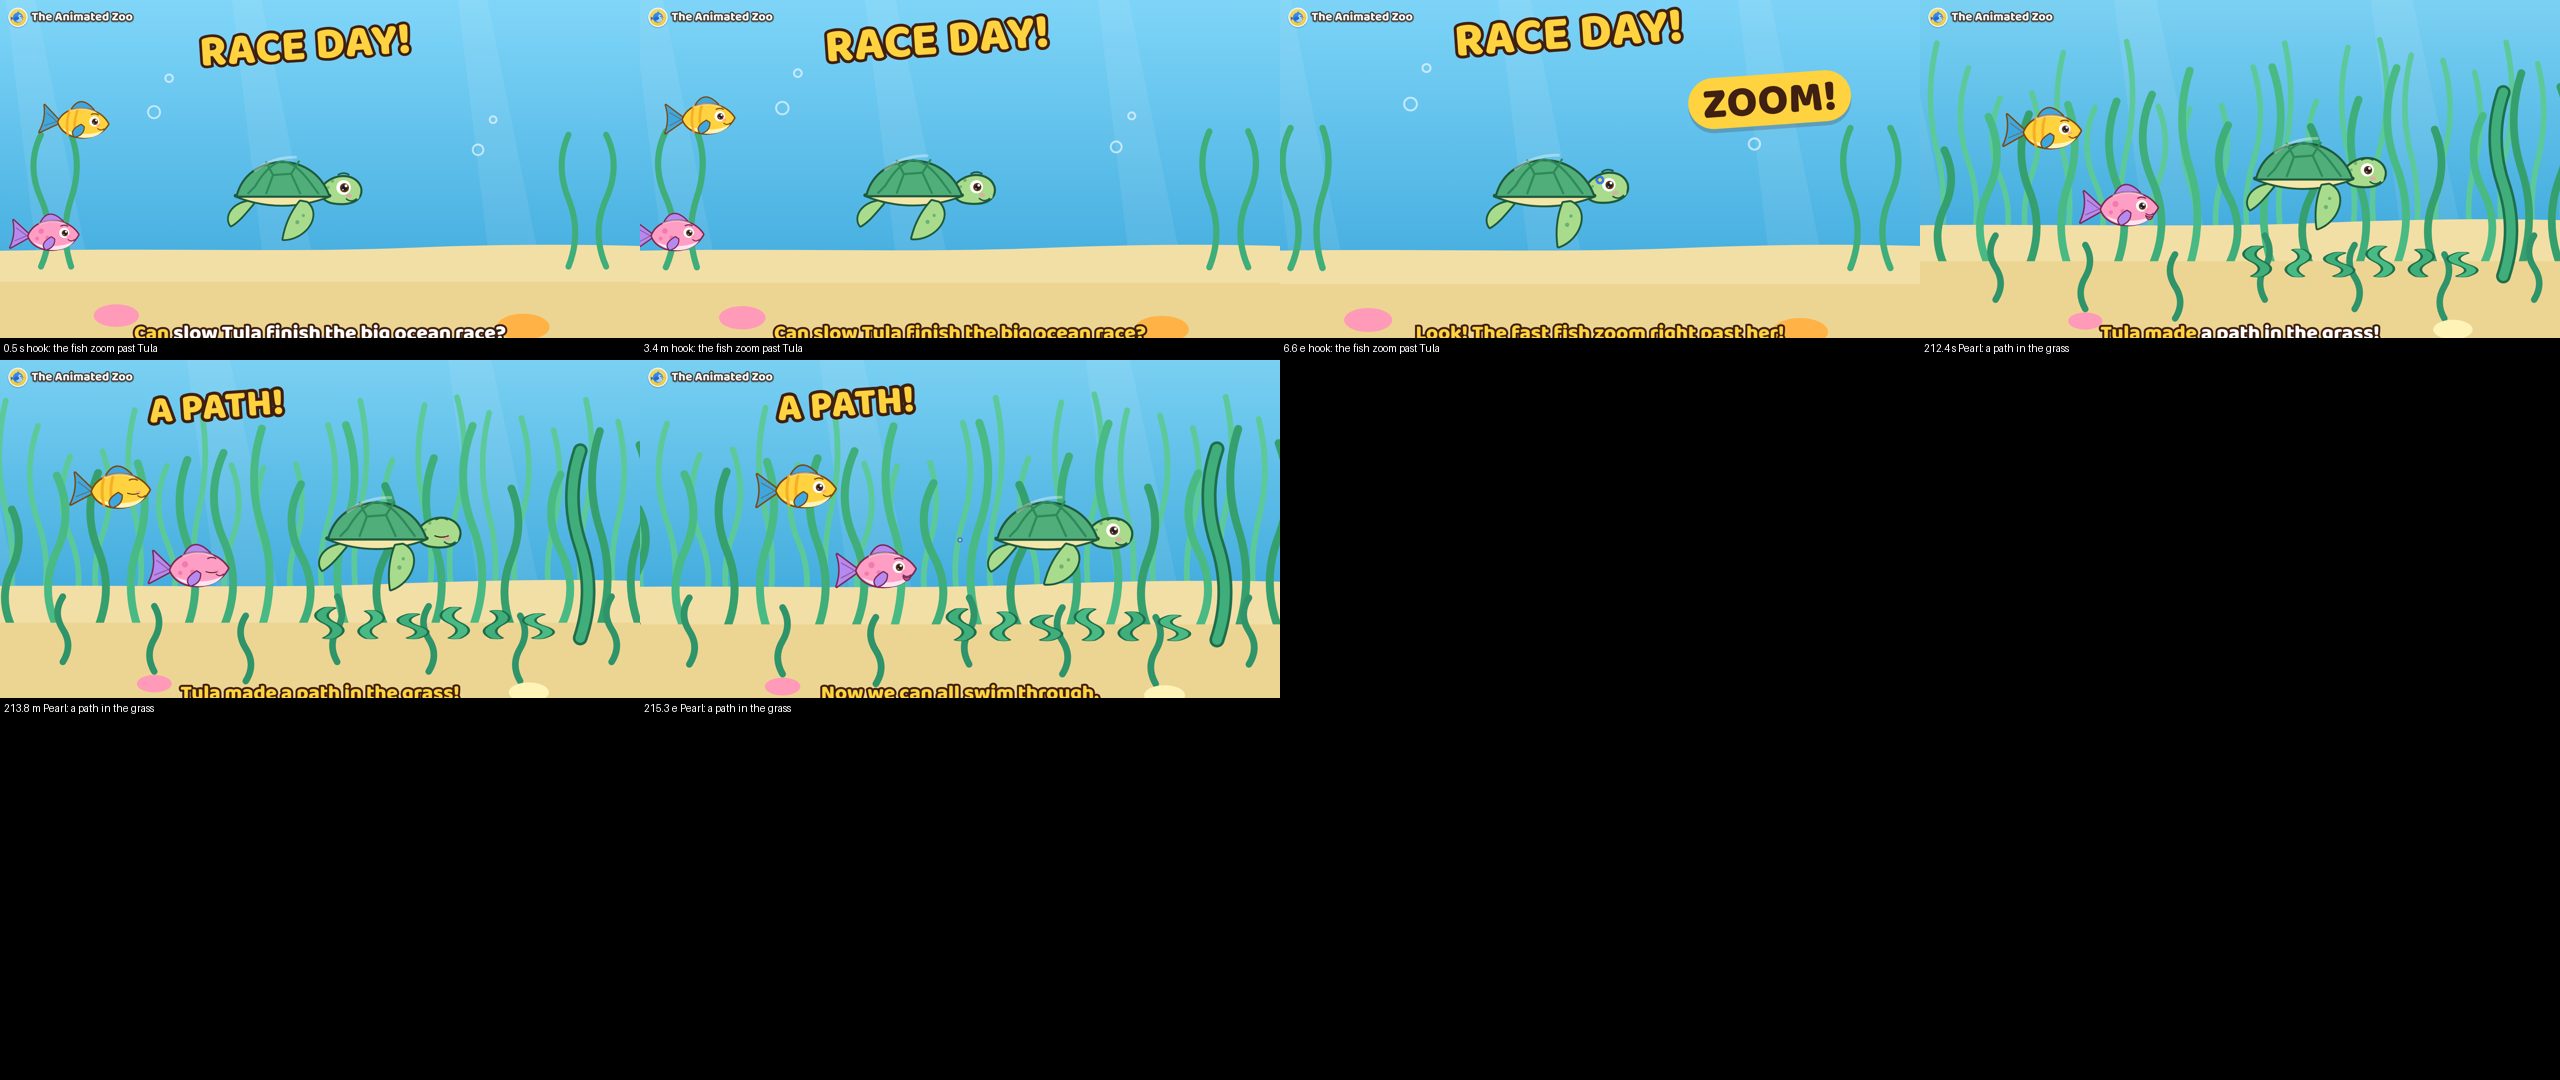 The Animated Zoo
RACE DAY!
Can slow Tula finish the big ocean race?
0.5 s hook: the fish zoom past Tula
The Animated Zoo
RACE DAY!
Can slow Tula finish the big ocean race?
3.4 m hook: the fish zoom past Tula
The Animated Zoo
RACE DAY!
ZOOM!
Look! The fast fish zoom right past her!
6.6 e hook: the fish zoom past Tula
The Animated Zoo
Tula made a path in the grass!
212.4 s Pearl: a path in the grass
The Animated Zoo
A PATH!
Tula made a path in the grass!
213.8 m Pearl: a path in the grass
The Animated Zoo
A PATH!
Now we can all swim through.
215.3 e Pearl: a path in the grass